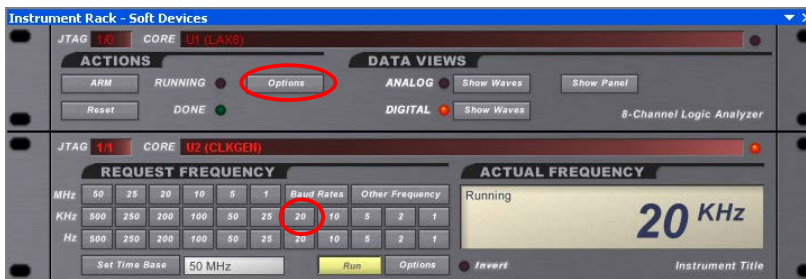 Instrument Rack - Soft Devices
JTAG 1/0 CORE U1 (LAX8)
ACTIONS DATA VIEWS
ARM RUNNING Options ANALOG Show Waves Show Panel
Reset DONE DIGITAL Show Waves 8-Channel Logic Analyzer
JTAG 1/1 CORE U2 (CLKGEN)
REQUEST FREQUENCY ACTUAL FREQUENCY
MHz 50 25 20 10 5 1 Baud Rates Other Frequency Running
KHz 500 250 200 100 50 25 20 10 5 2 1 20 KHz
Hz 500 250 200 100 50 25 20 10 5 2 1
Set Time Base 50 MHz Run Options Invert Instrument Title